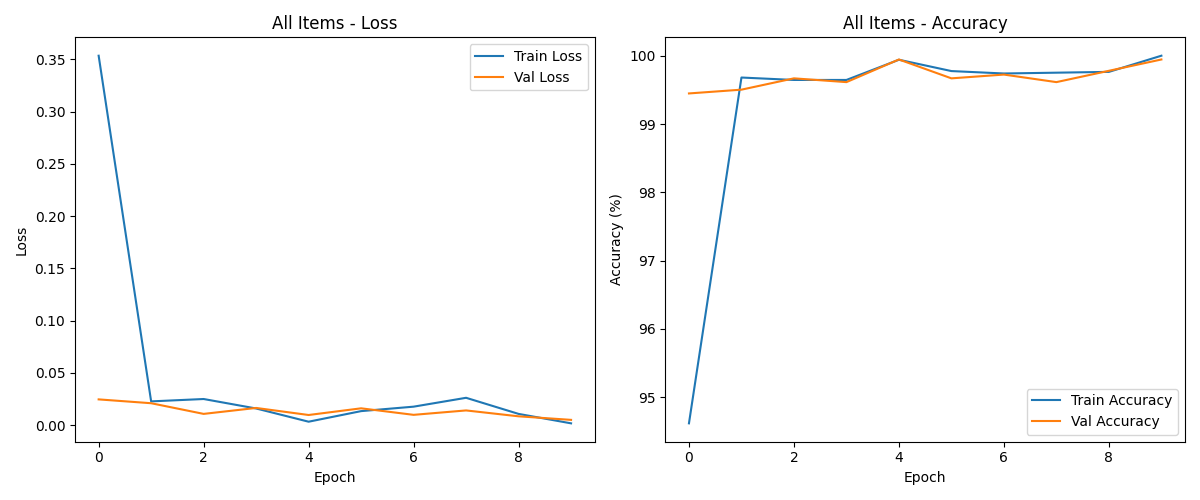 All Items - Loss
Loss
0.35
0.30
0.25
0.20
0.15
0.10
0.05
0.00
0 2 4 6 8
Epoch
Train Loss
Val Loss
All Items - Accuracy
Accuracy (%)
100
99
98
97
96
95
0 2 4 6 8
Epoch
Train Accuracy
Val Accuracy